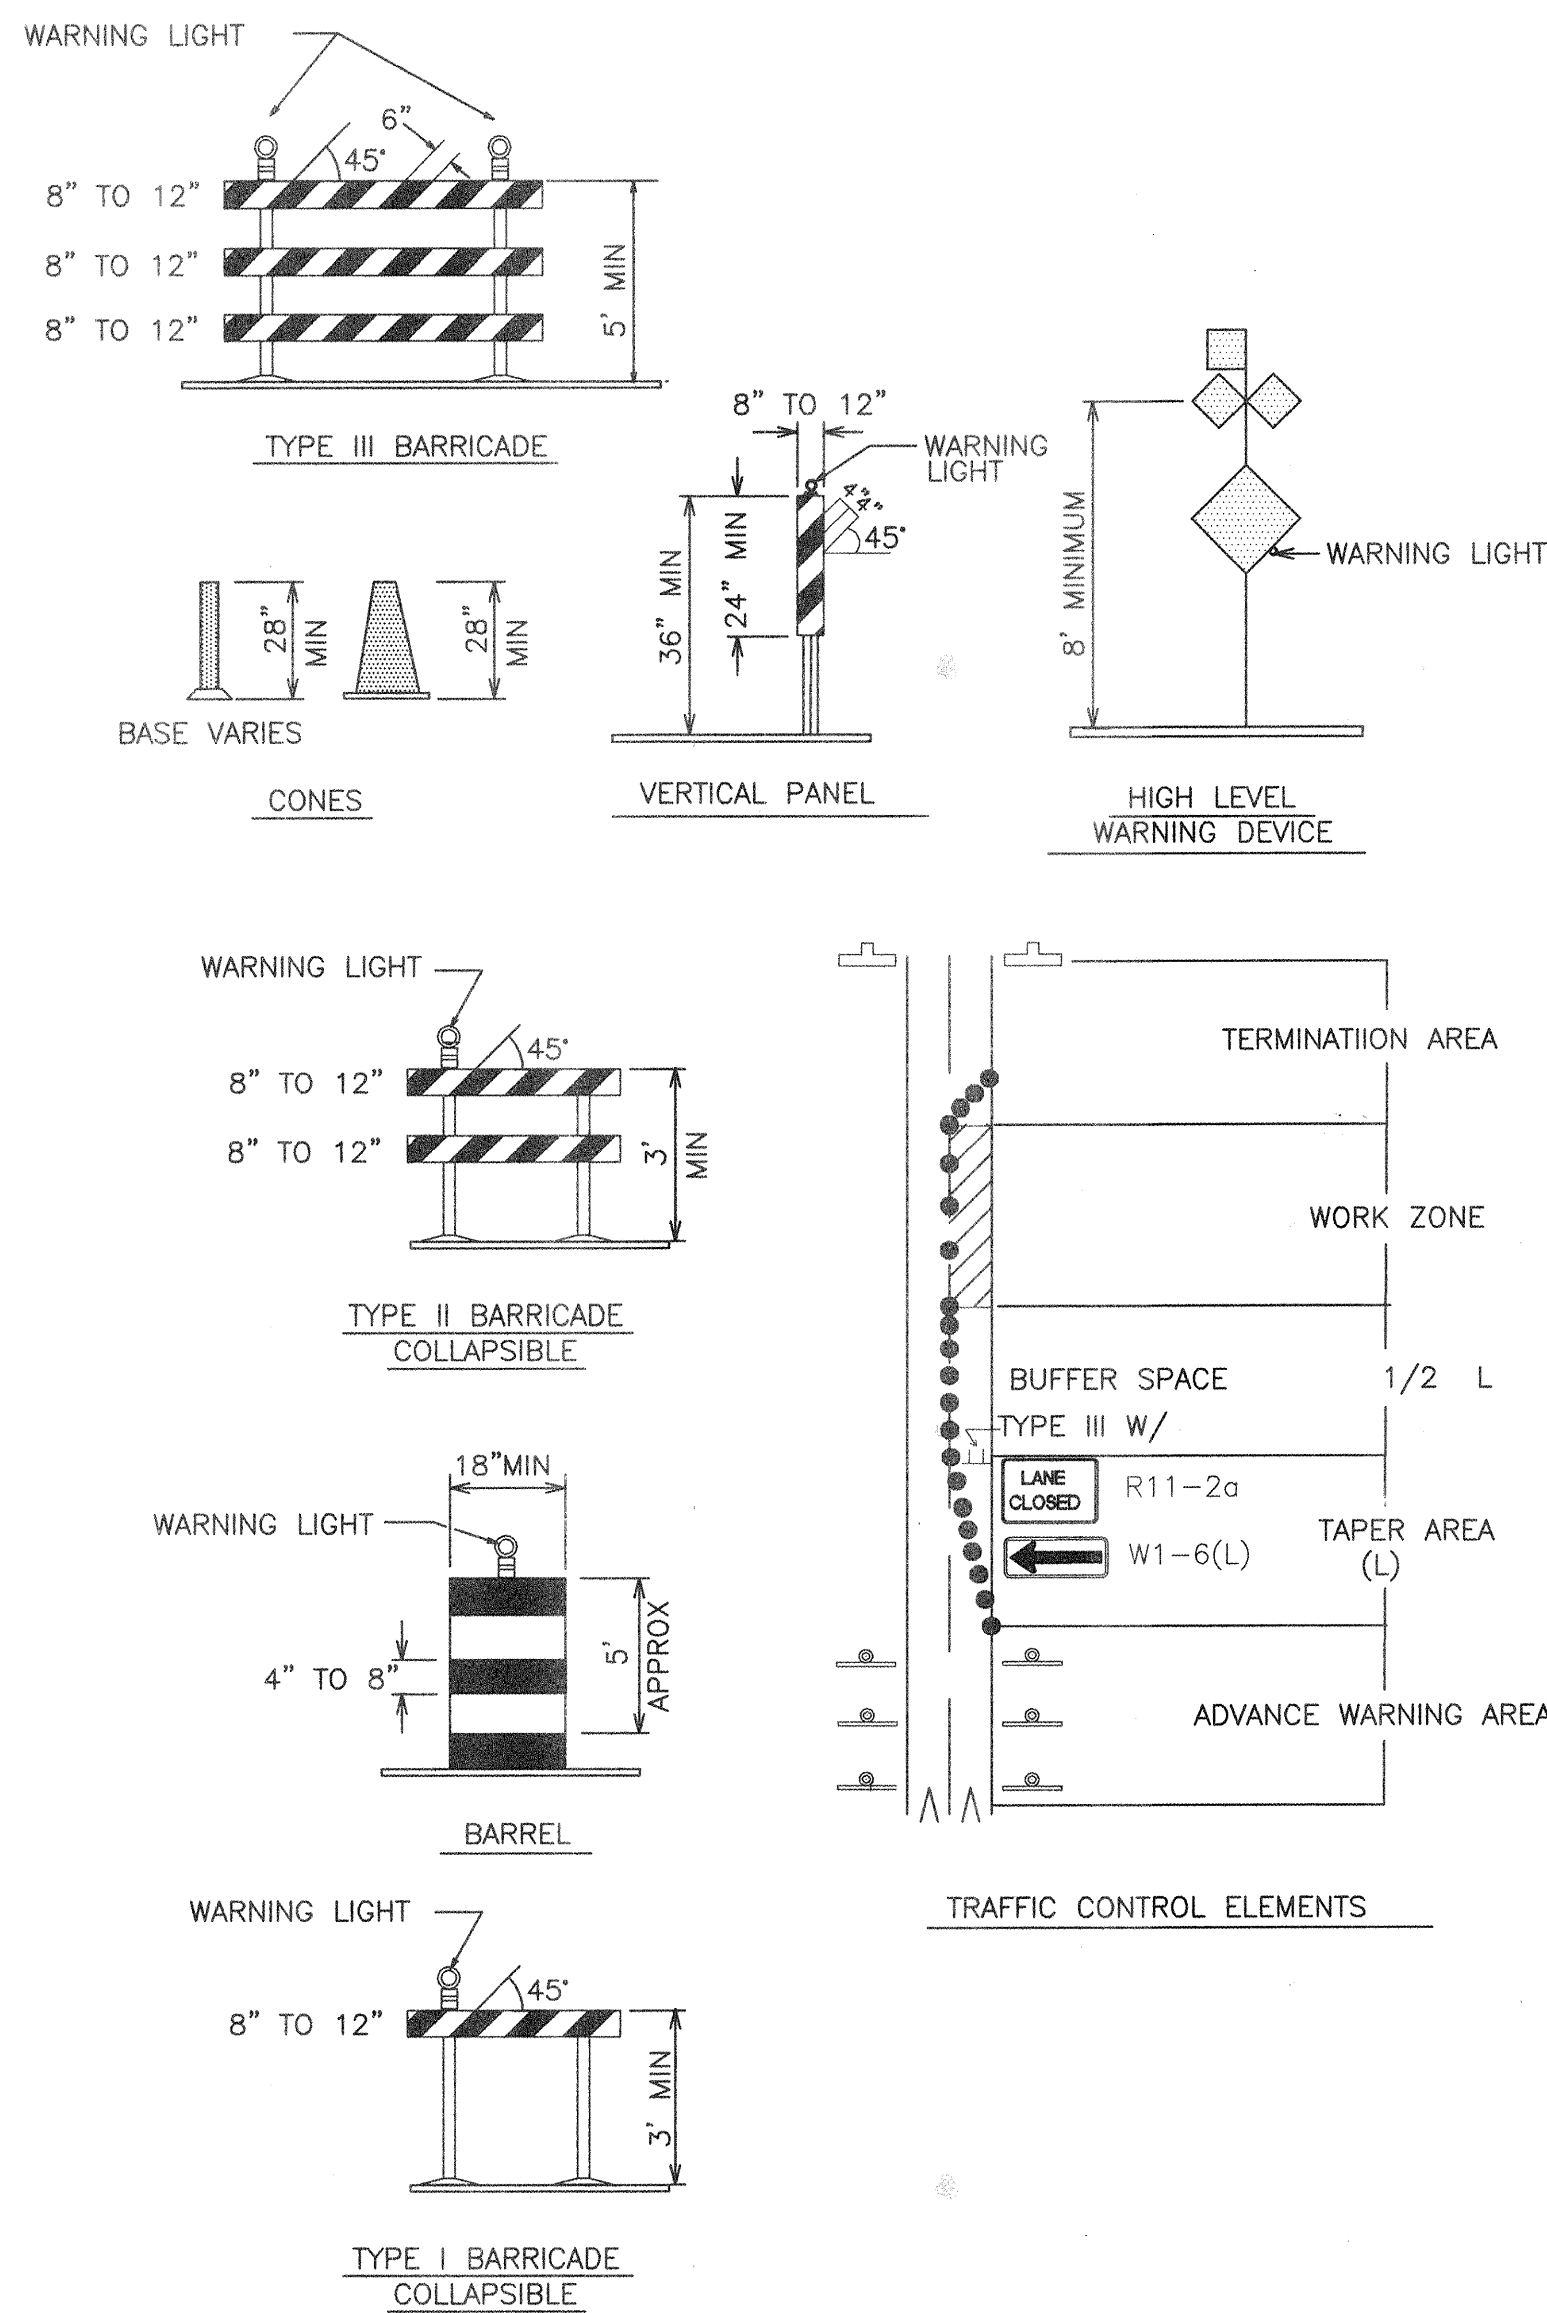 WARNING LIGHT
6"
45°
8" TO 12"
8" TO 12"
8" TO 12"
5' MIN
TYPE III BARRICADE
28" MIN
28" MIN
BASE VARIES
CONES
8" TO 12"
WARNING
LIGHT
4"
4"
45°
24" MIN
36" MIN
VERTICAL PANEL
8' MINIMUM
WARNING LIGHT
HIGH LEVEL
WARNING DEVICE
WARNING LIGHT
45°
8" TO 12"
8" TO 12"
3'
MIN
TYPE II BARRICADE
COLLAPSIBLE
18"MIN
WARNING LIGHT
4" TO 8"
5'
APPROX
BARREL
WARNING LIGHT
45°
8" TO 12"
3' MIN
TYPE I BARRICADE
COLLAPSIBLE
TERMINATIION AREA
WORK ZONE
BUFFER SPACE 1/2 L
TYPE III W/
LANE
CLOSED
R11-2a
W1-6(L)
TAPER AREA
(L)
ADVANCE WARNING AREA
TRAFFIC CONTROL ELEMENTS